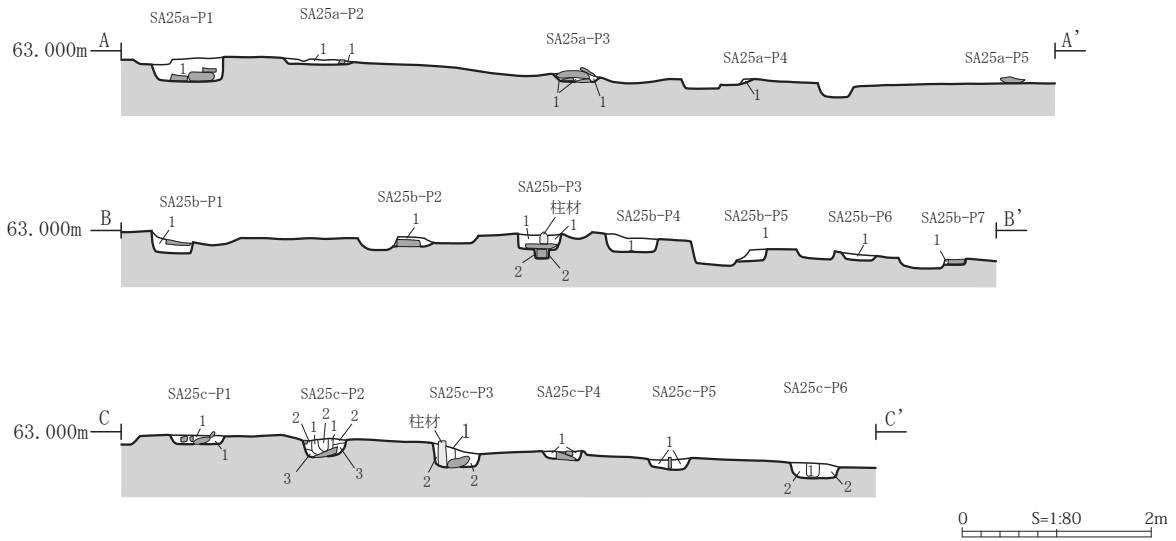 SA25a-P1
SA25a-P2
SA25a-P3
SA25a-P4
SA25a-P5
63.000m
A
A'
1
1
1
1
1
1
SA25b-P1
SA25b-P2
SA25b-P3
柱材
SA25b-P4
SA25b-P5
SA25b-P6
SA25b-P7
63.000m
B
B'
1
1
1
1
1
1
1
1
2
2
SA25c-P1
SA25c-P2
SA25c-P3
柱材
SA25c-P4
SA25c-P5
SA25c-P6
63.000m
C
C'
1
1
2
2
1
1
2
3
3
1
2
2
1
1
1
2
2
0
S=1:80
2m